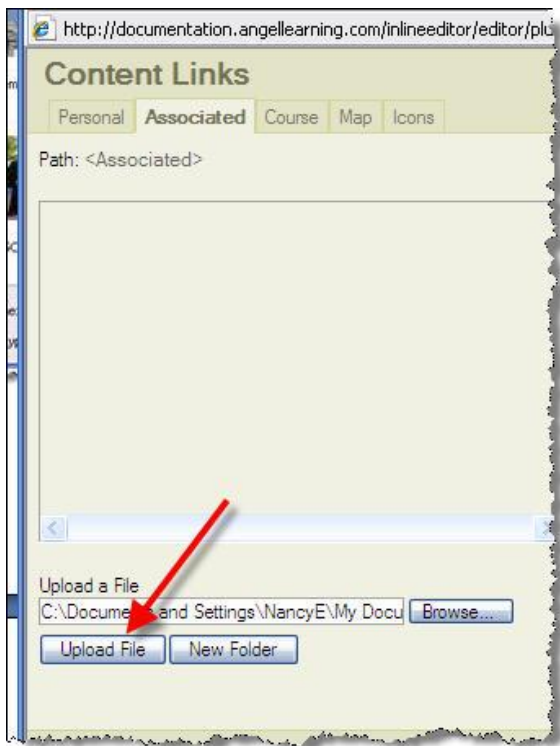 http://documentation.angellearning.com/inlineeditor/editor/plu
Content Links
Personal Associated Course Map Icons
Path: <Associated>
Upload a File
C:\Documents and Settings\NancyE\My Docu Browse...
Upload File New Folder